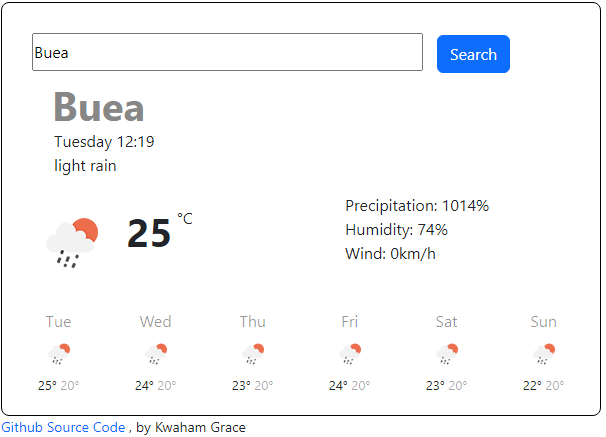 Buea
Search
Buea
Tuesday 12:19
light rain
25 °C
Precipitation: 1014%
Humidity: 74%
Wind: 0km/h
Tue Wed Thu Fri Sat Sun
25° 20° 24° 20° 23° 20° 24° 20° 23° 20° 22° 20°
Github Source Code , by Kwaham Grace